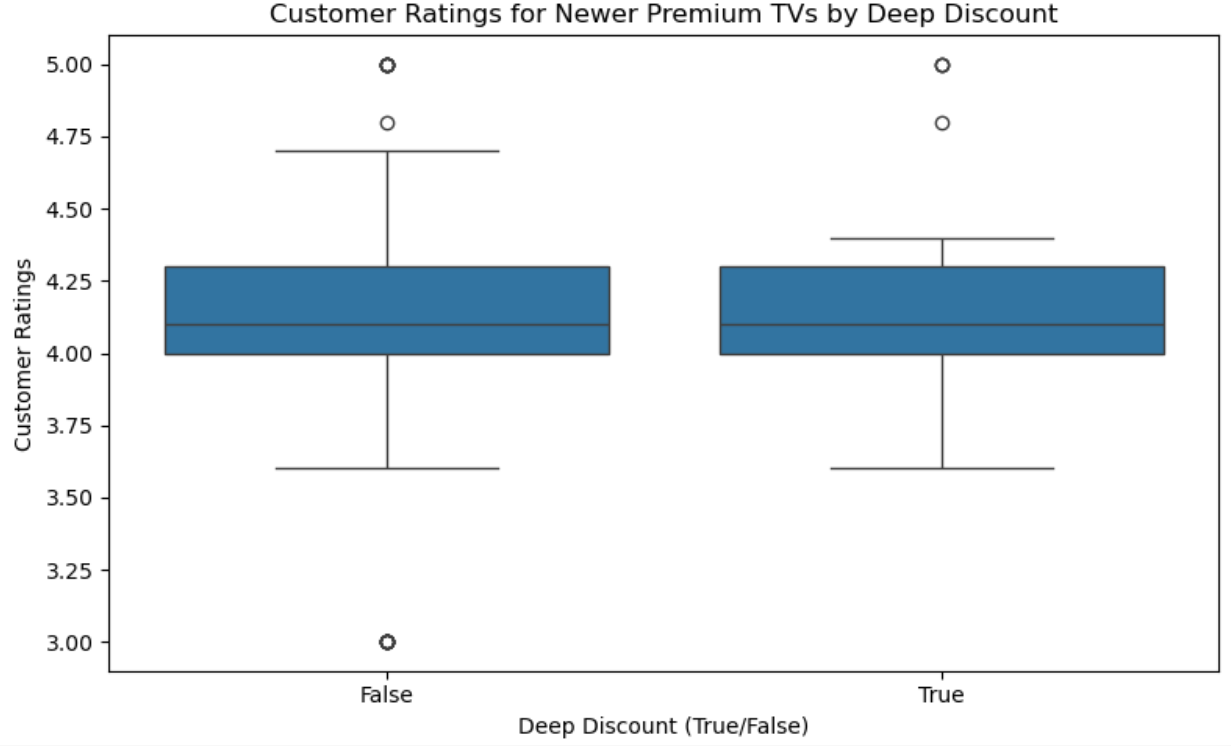 Customer Ratings for Newer Premium TVs by Deep Discount
Customer Ratings
5.00
4.75
4.50
4.25
4.00
3.75
3.50
3.25
3.00
False True
Deep Discount (True/False)